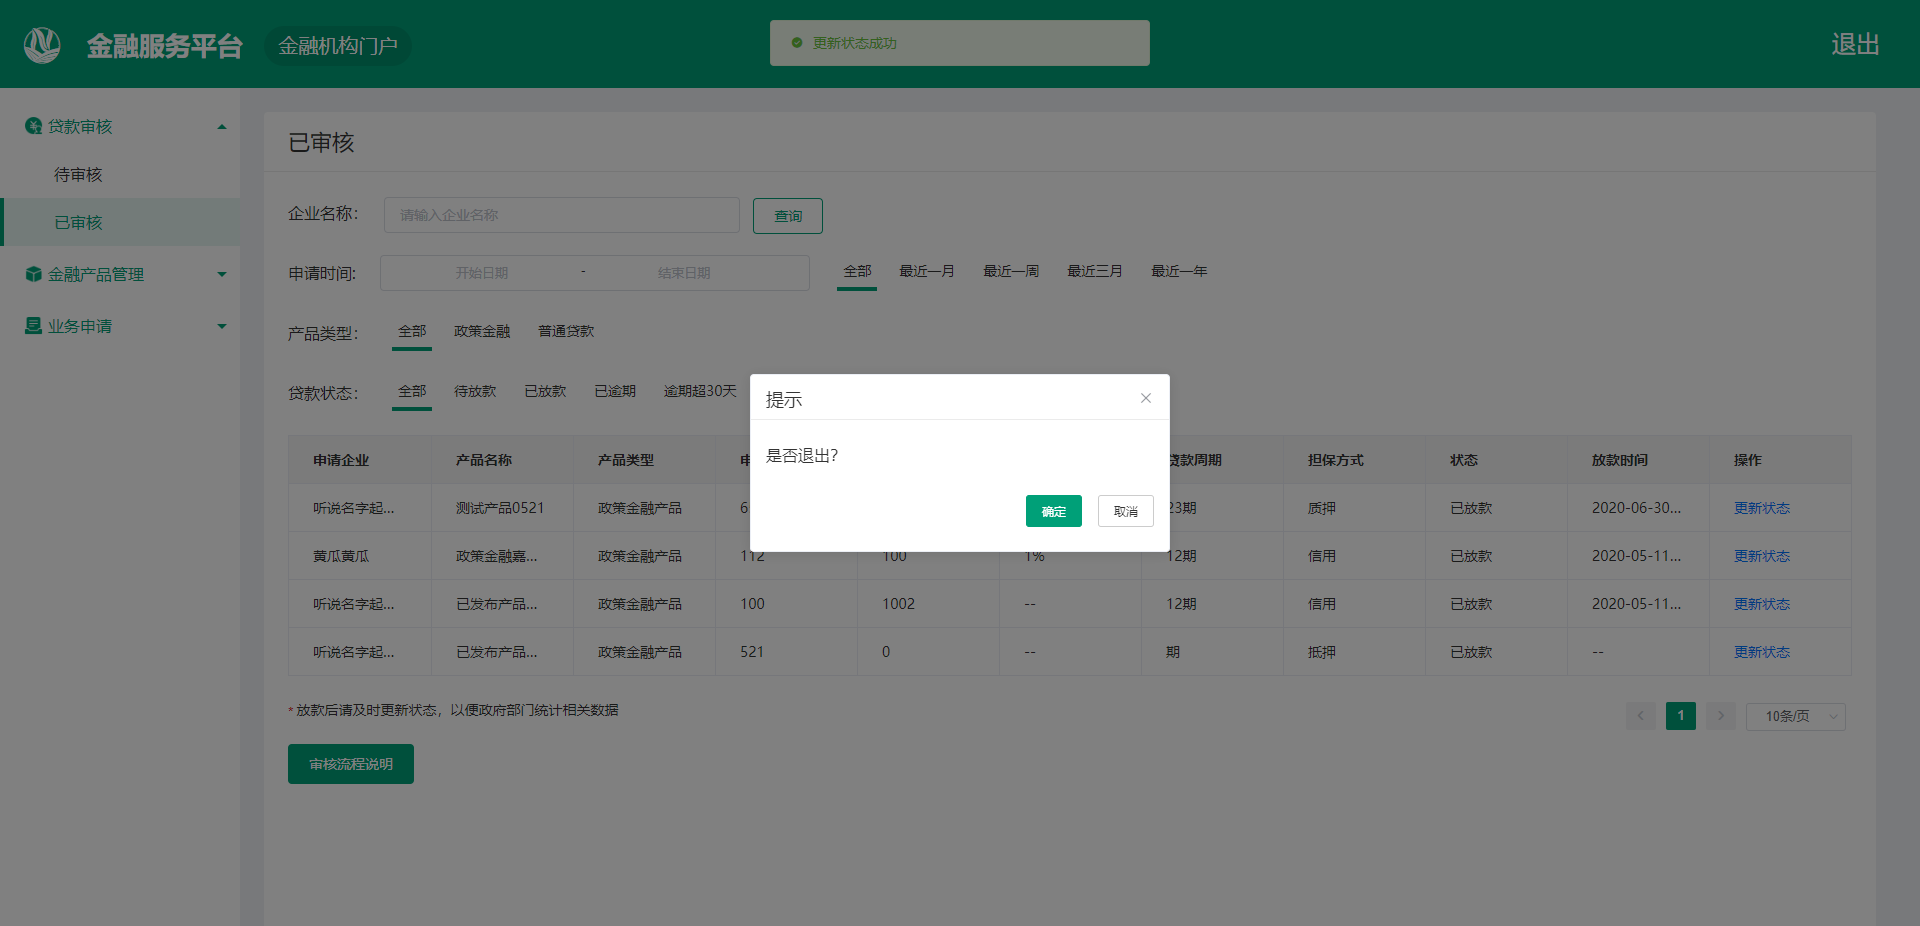 金融服务平台 金融机构门户 更新状态成功 退出
贷款审核
待审核
已审核
金融产品管理
业务申请
已审核
企业名称： 请输入企业名称 查询
申请时间: 开始日期 - 结束日期 全部 最近一月 最近一周 最近三月 最近一年
产品类型： 全部 政策金融 普通贷款
贷款状态： 全部 待放款 已放款 已逾期 逾期超30天
提示
是否退出?
确定 取消
申请企业 产品名称 产品类型 贷款周期 担保方式 状态 放款时间 操作
听说名字起... 测试产品0521 政策金融产品 6 23期 质押 已放款 2020-06-30... 更新状态
黄瓜黄瓜 政策金融嘉... 政策金融产品 112 100 1% 12期 信用 已放款 2020-05-11... 更新状态
听说名字起... 已发布产品... 政策金融产品 100 1002 -- 12期 信用 已放款 2020-05-11... 更新状态
听说名字起... 已发布产品... 政策金融产品 521 0 -- 期 抵押 已放款 -- 更新状态
*放款后请及时更新状态，以便政府部门统计相关数据
1 10条/页
审核流程说明